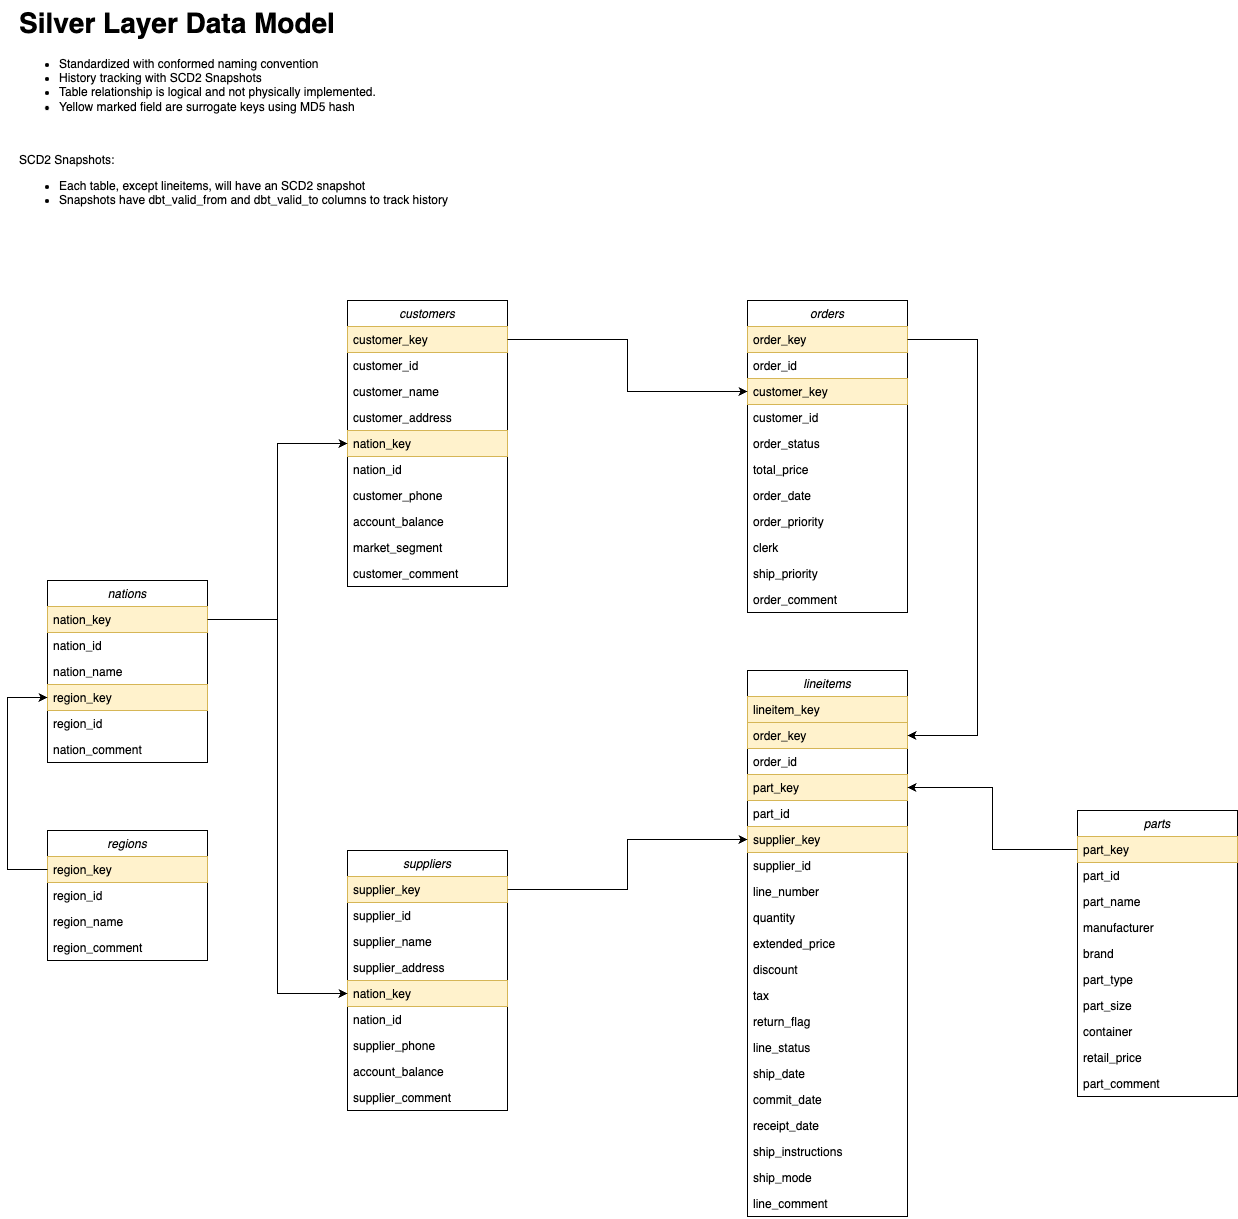 Silver Layer Data Model
Standardized with conformed naming convention
History tracking with SCD2 Snapshots
Table relationship is logical and not physically implemented.
Yellow marked field are surrogate keys using MD5 hash
SCD2 Snapshots:
Each table, except lineitems, will have an SCD2 snapshot
Snapshots have dbt_valid_from and dbt_valid_to columns to track history
customers
customer_key
customer_id
customer_name
customer_address
nation_key
nation_id
customer_phone
account_balance
market_segment
customer_comment
orders
order_key
order_id
customer_key
customer_id
order_status
total_price
order_date
order_priority
clerk
ship_priority
order_comment
nations
nation_key
nation_id
nation_name
region_key
region_id
nation_comment
regions
region_key
region_id
region_name
region_comment
suppliers
supplier_key
supplier_id
supplier_name
supplier_address
nation_key
nation_id
supplier_phone
account_balance
supplier_comment
lineitems
lineitem_key
order_key
order_id
part_key
part_id
supplier_key
supplier_id
line_number
quantity
extended_price
discount
tax
return_flag
line_status
ship_date
commit_date
receipt_date
ship_instructions
ship_mode
line_comment
parts
part_key
part_id
part_name
manufacturer
brand
part_type
part_size
container
retail_price
part_comment